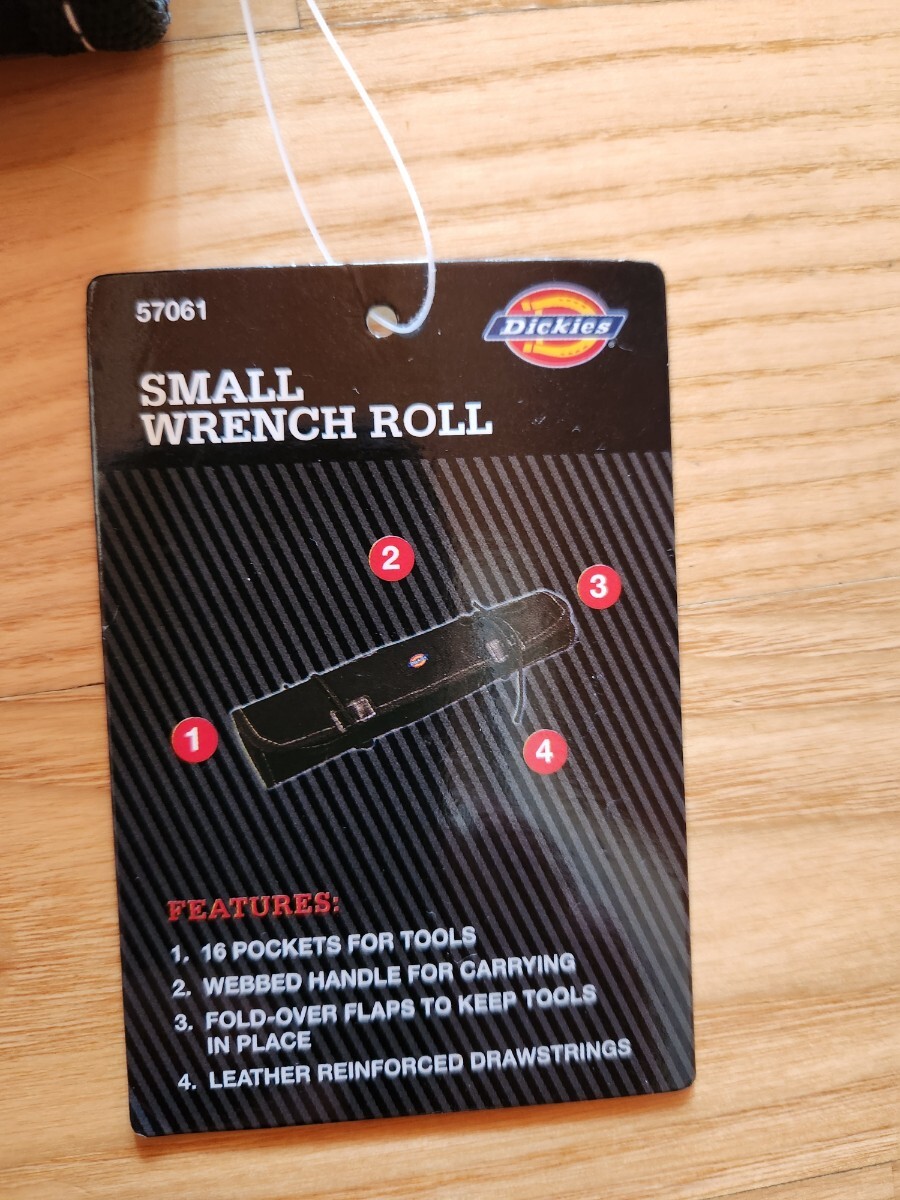 57061
Dickies
SMALL
WRENCH ROLL
2
3
1
4
FEATURES:
1. 16 POCKETS FOR TOOLS
2. WEBBED HANDLE FOR CARRYING
3. FOLD-OVER FLAPS TO KEEP TOOLS
IN PLACE
4. LEATHER REINFORCED DRAWSTRINGS